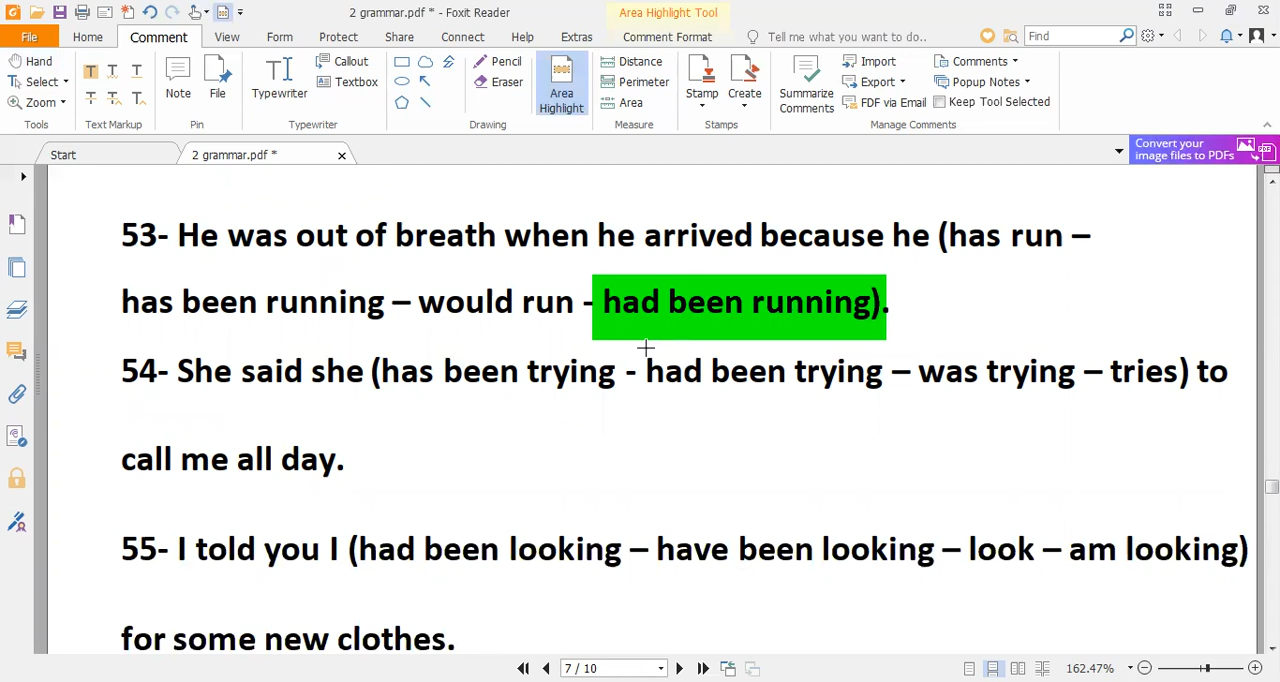 2 grammar.pdf * - Foxit Reader
Area Highlight Tool
File Home Comment View Form Protect Share Connect Help Extras Comment Format Tell me what you want to do.. Find
Hand
Select
Zoom
Tools
T T T
T T T
Text Markup
Note File
Pin
Typewriter
Callout
Textbox
Typewriter
Pencil
Eraser
Drawing
Area
Highlight
Distance
Perimeter
Area
Measure
Stamp Create
Stamps
Summarize
Comments
Import
Export
FDF via Email
Comments
Popup Notes
Keep Tool Selected
Manage Comments
Start 2 grammar.pdf *
Convert your
image files to PDFs
53- He was out of breath when he arrived because he (has run –
has been running – would run - had been running).
54- She said she (has been trying - had been trying – was trying – tries) to
call me all day.
55- I told you I (had been looking – have been looking – look – am looking)
for some new clothes.
7 / 10 162.47%